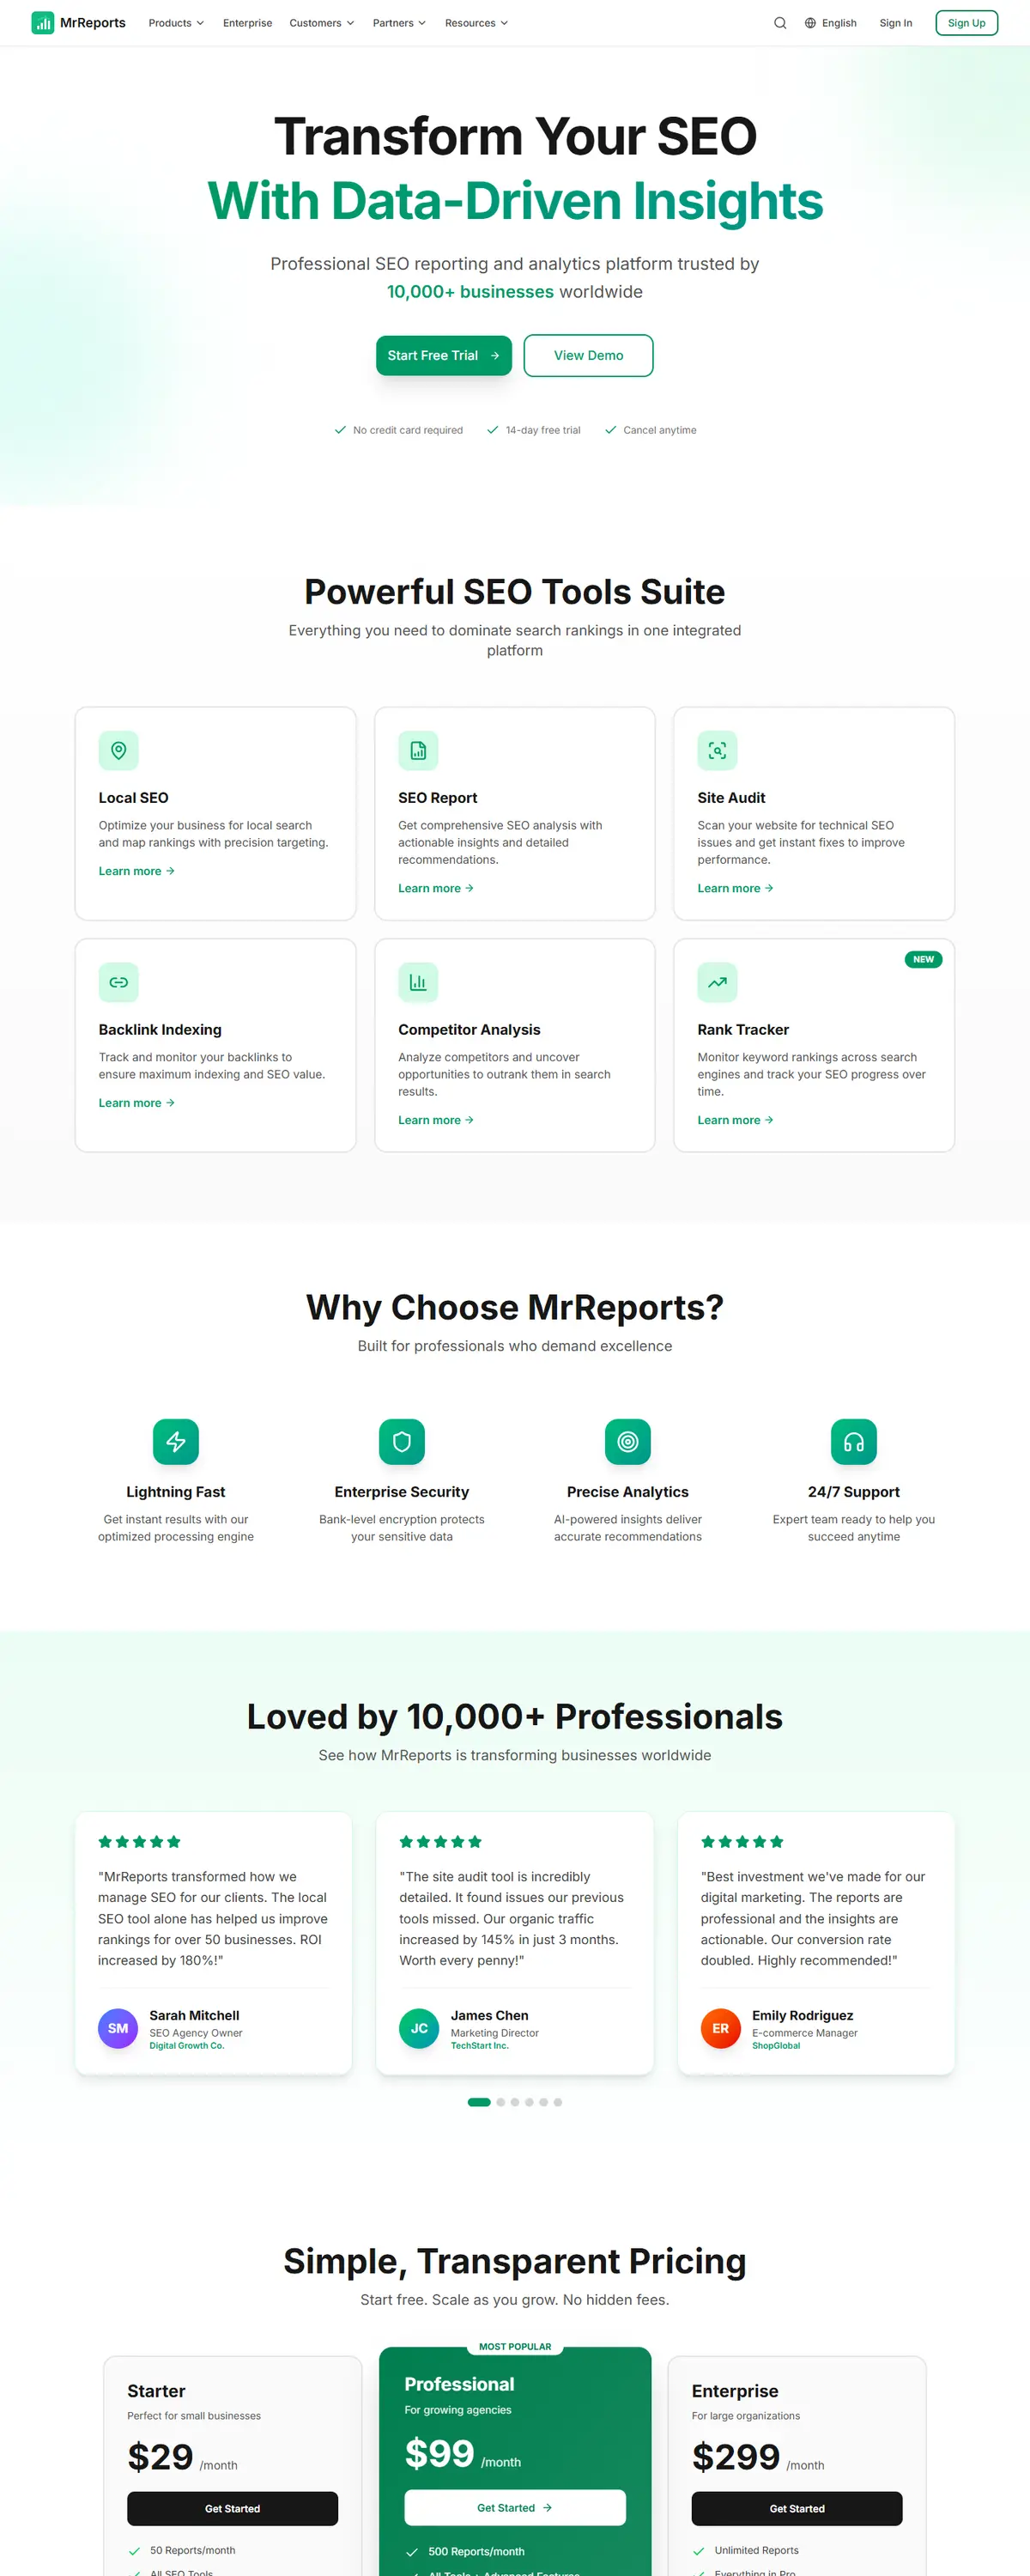 MrReports
Products
Enterprise
Customers
Partners
Resources
English
Sign In
Sign Up
Transform Your SEO
With Data-Driven Insights
Professional SEO reporting and analytics platform trusted by
10,000+ businesses worldwide
Start Free Trial →
View Demo
No credit card required
14-day free trial
Cancel anytime
Powerful SEO Tools Suite
Everything you need to dominate search rankings in one integrated
platform
Local SEO
Optimize your business for local search
and map rankings with precision targeting.
Learn more →
SEO Report
Get comprehensive SEO analysis with
actionable insights and detailed
recommendations.
Learn more →
Site Audit
Scan your website for technical SEO
issues and get instant fixes to improve
performance.
Learn more →
Backlink Indexing
Track and monitor your backlinks to
ensure maximum indexing and SEO value.
Learn more →
Competitor Analysis
Analyze competitors and uncover
opportunities to outrank them in search
results.
Learn more →
NEW
Rank Tracker
Monitor keyword rankings across search
engines and track your SEO progress over
time.
Learn more →
Why Choose MrReports?
Built for professionals who demand excellence
Lightning Fast
Get instant results with our
optimized processing engine
Enterprise Security
Bank-level encryption protects
your sensitive data
Precise Analytics
AI-powered insights deliver
accurate recommendations
24/7 Support
Expert team ready to help you
succeed anytime
Loved by 10,000+ Professionals
See how MrReports is transforming businesses worldwide
"MrReports transformed how we
manage SEO for our clients. The local
SEO tool alone has helped us improve
rankings for over 50 businesses. ROI
increased by 180%!"
SM
Sarah Mitchell
SEO Agency Owner
Digital Growth Co.
"The site audit tool is incredibly
detailed. It found issues our previous
tools missed. Our organic traffic
increased by 145% in just 3 months.
Worth every penny!"
JC
James Chen
Marketing Director
TechStart Inc.
"Best investment we've made for our
digital marketing. The reports are
professional and the insights are
actionable. Our conversion rate
doubled. Highly recommended!"
ER
Emily Rodriguez
E-commerce Manager
ShopGlobal
Simple, Transparent Pricing
Start free. Scale as you grow. No hidden fees.
Starter
Perfect for small businesses
$29 /month
Get Started
50 Reports/month
All SEO Tools
MOST POPULAR
Professional
For growing agencies
$99 /month
Get Started →
500 Reports/month
All Tools + Advanced Features
Enterprise
For large organizations
$299 /month
Get Started
Unlimited Reports
Everything in Pro